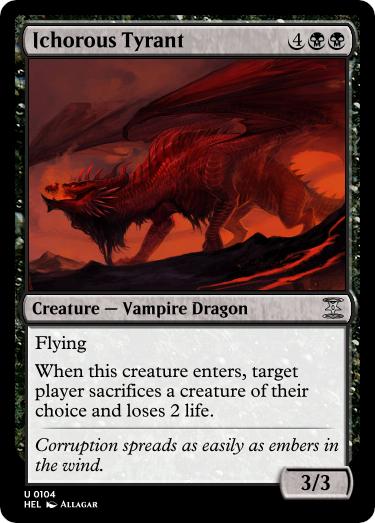 Ichorous Tyrant 4
Creature — Vampire Dragon
Flying
When this creature enters, target
player sacrifices a creature of their
choice and loses 2 life.
Corruption spreads as easily as embers in
the wind.
3/3
U 0104
HEL Allagar